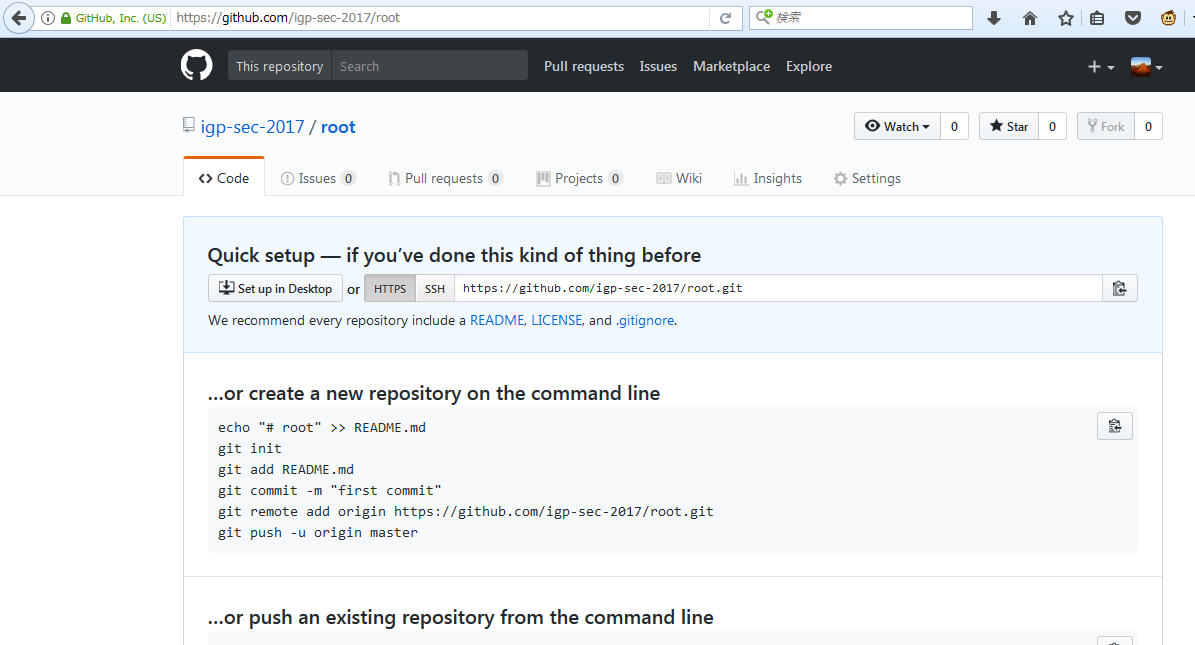 GitHub, Inc. (US) https://github.com/igp-sec-2017/root 検索
This repository Search Pull requests Issues Marketplace Explore
igp-sec-2017 / root Watch 0 Star 0 Fork 0
Code Issues 0 Pull requests 0 Projects 0 Wiki Insights Settings
Quick setup — if you’ve done this kind of thing before
Set up in Desktop or HTTPS SSH https://github.com/igp-sec-2017/root.git
We recommend every repository include a README, LICENSE, and .gitignore.
…or create a new repository on the command line
echo "# root" >> README.md
git init
git add README.md
git commit -m "first commit"
git remote add origin https://github.com/igp-sec-2017/root.git
git push -u origin master
…or push an existing repository from the command line